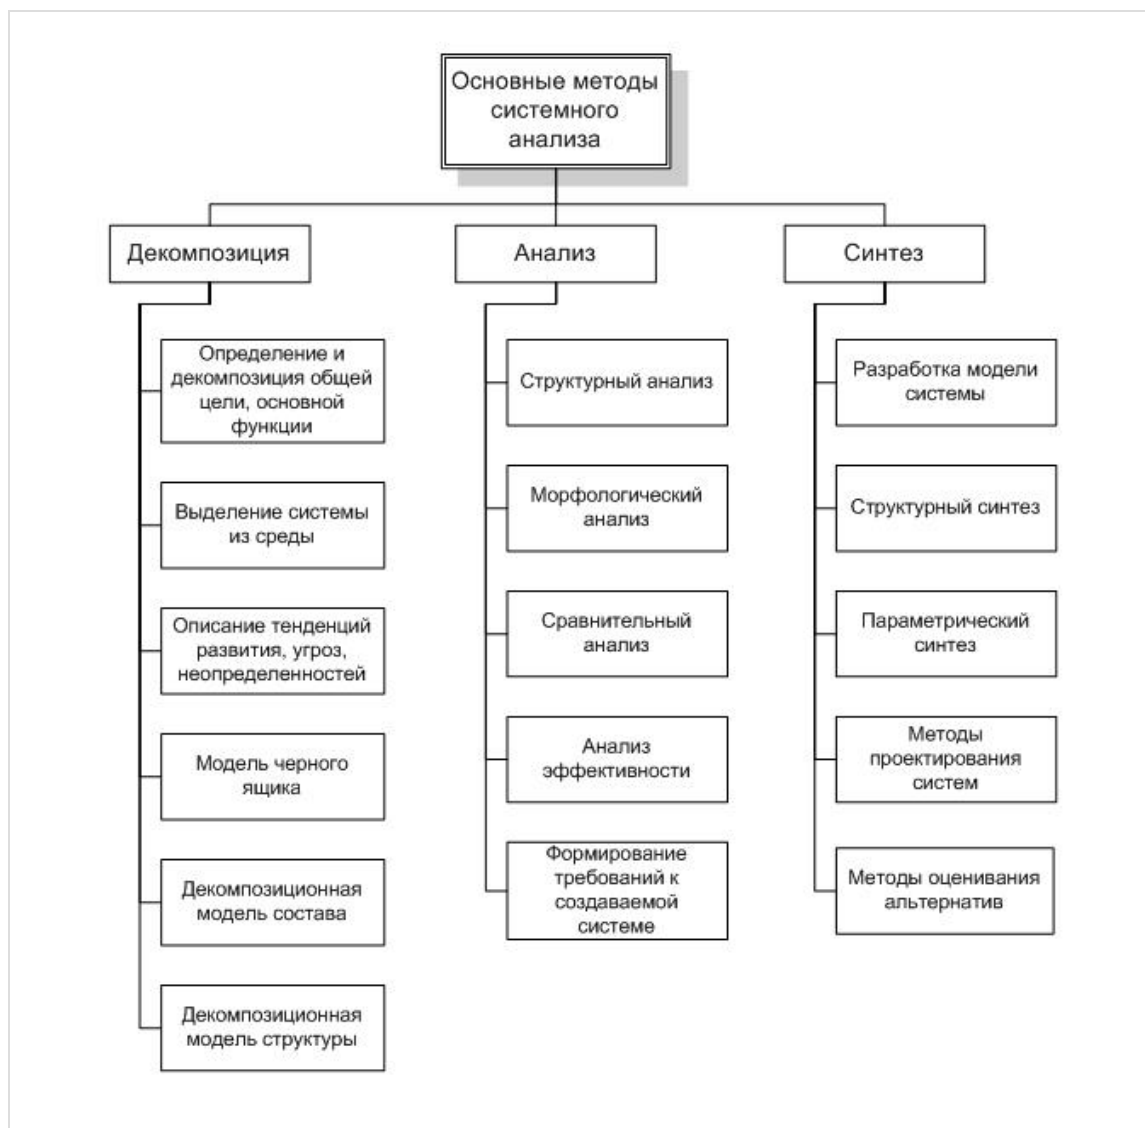 Основные методы
системного
анализа
Декомпозиция
Анализ
Синтез
Определение и
декомпозиция общей
цели, основной
функции
Выделение системы
из среды
Описание тенденций
развития, угроз,
неопределенностей
Модель черного
ящика
Декомпозиционная
модель состава
Декомпозиционная
модель структуры
Структурный анализ
Морфологический
анализ
Сравнительный
анализ
Анализ
эффективности
Формирование
требований к
создаваемой
системе
Разработка модели
системы
Структурный синтез
Параметрический
синтез
Методы
проектирования
систем
Методы оценивания
альтернатив